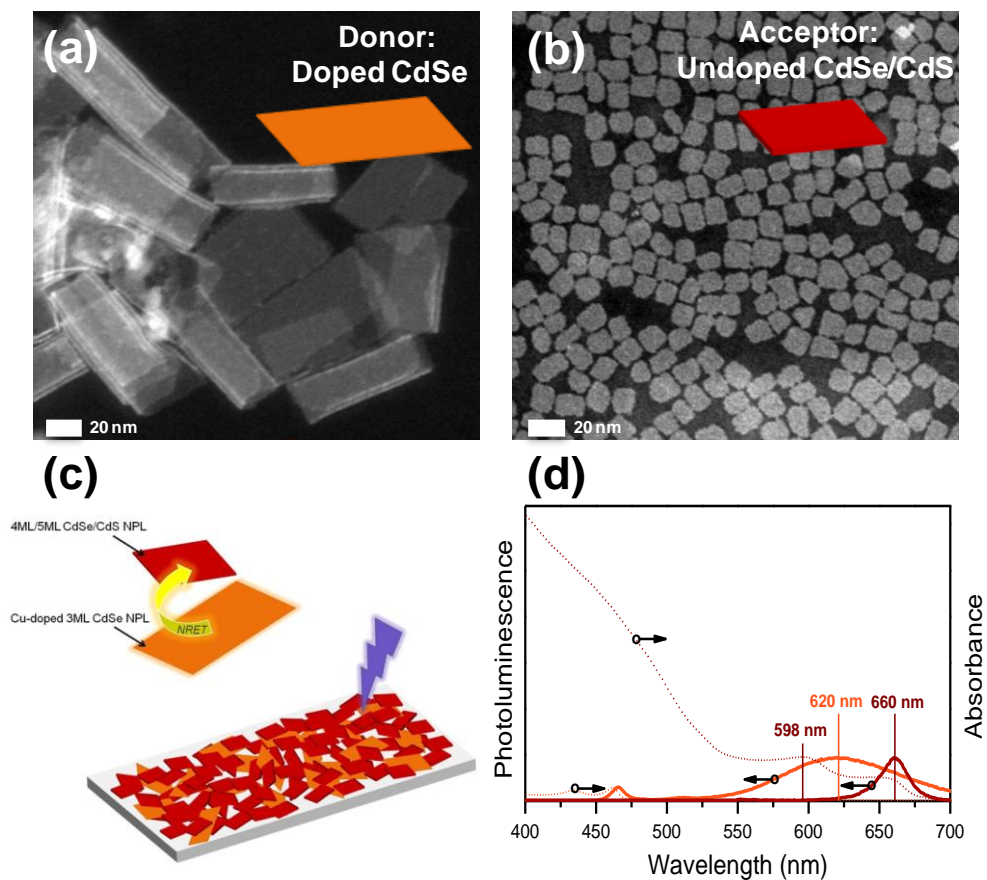 (a)
Donor:
Doped CdSe
20 nm
(b)
Acceptor:
Undoped CdSe/CdS
20 nm
(c)
4ML/5ML CdSe/CdS NPL
NRET
Cu-doped 3ML CdSe NPL
(d)
Photoluminescence
Absorbance
620 nm
660 nm
598 nm
400 450 500 550 600 650 700
Wavelength (nm)